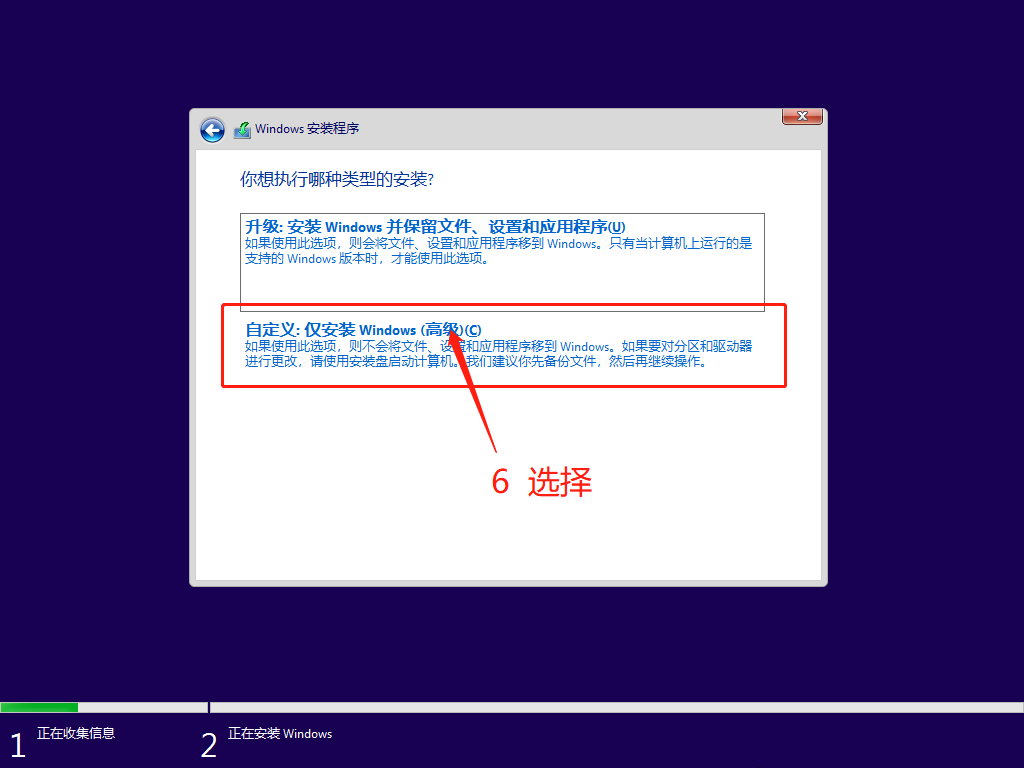 Windows 安装程序
你想执行哪种类型的安装?
升级: 安装 Windows 并保留文件、设置和应用程序(U)
如果使用此选项，则会将文件、设置和应用程序移到 Windows。只有当计算机上运行的是
支持的 Windows 版本时，才能使用此选项。
自定义: 仅安装 Windows (高级)(C)
如果使用此选项，则不会将文件、设置和应用程序移到 Windows。如果要对分区和驱动器
进行更改，请使用安装盘启动计算机。我们建议你先备份文件，然后再继续操作。
6 选择
1 正在收集信息
2 正在安装 Windows